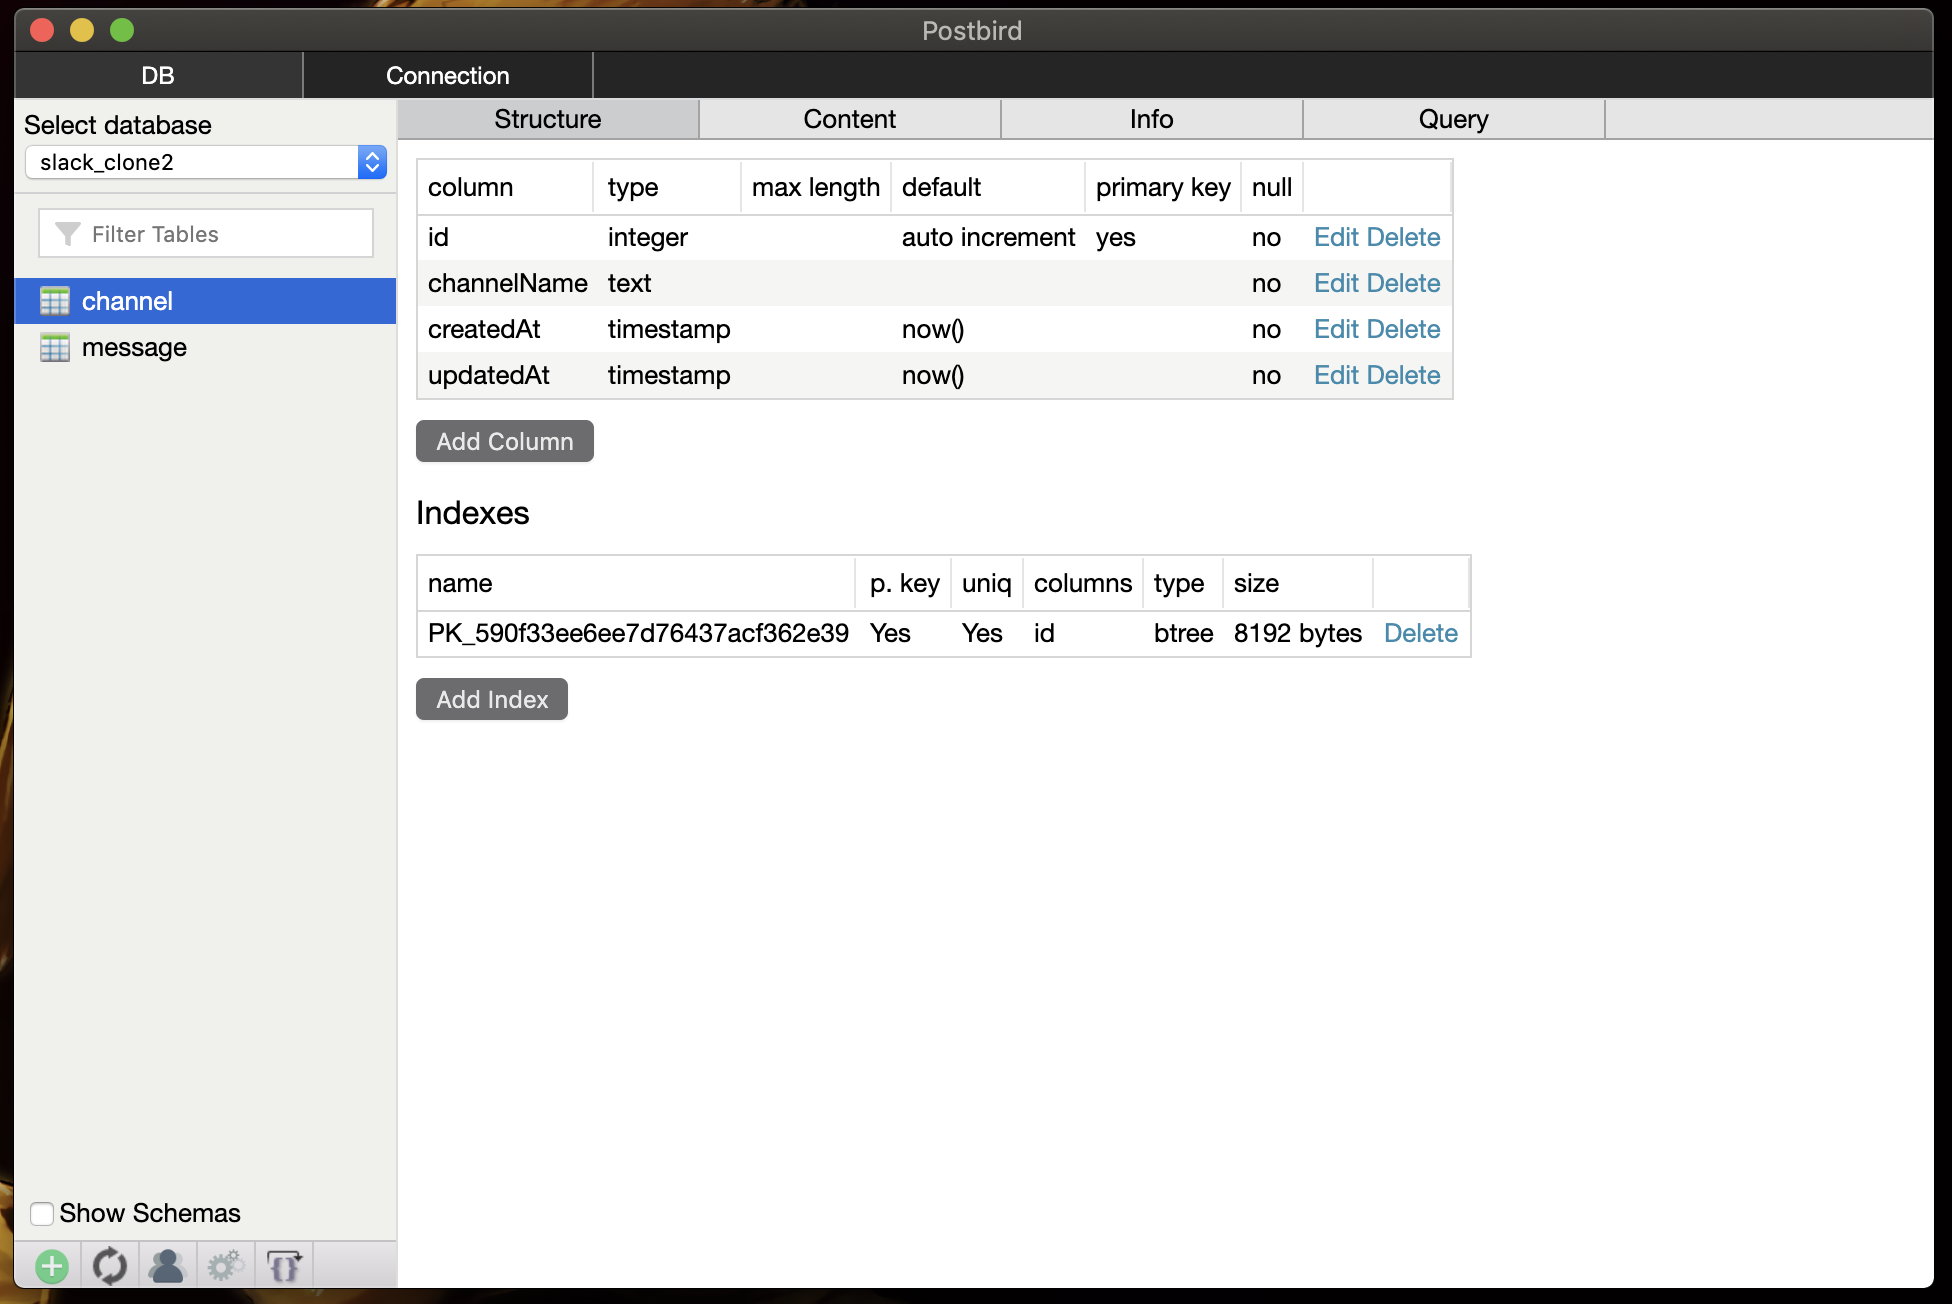 Postbird
DB Connection
Select database
slack_clone2
Filter Tables
channel
message
Show Schemas
Structure Content Info Query
column type max length default primary key null
id integer auto increment yes no Edit Delete
channelName text no Edit Delete
createdAt timestamp now() no Edit Delete
updatedAt timestamp now() no Edit Delete
Add Column
Indexes
name p. key uniq columns type size
PK_590f33ee6ee7d76437acf362e39 Yes Yes id btree 8192 bytes Delete
Add Index